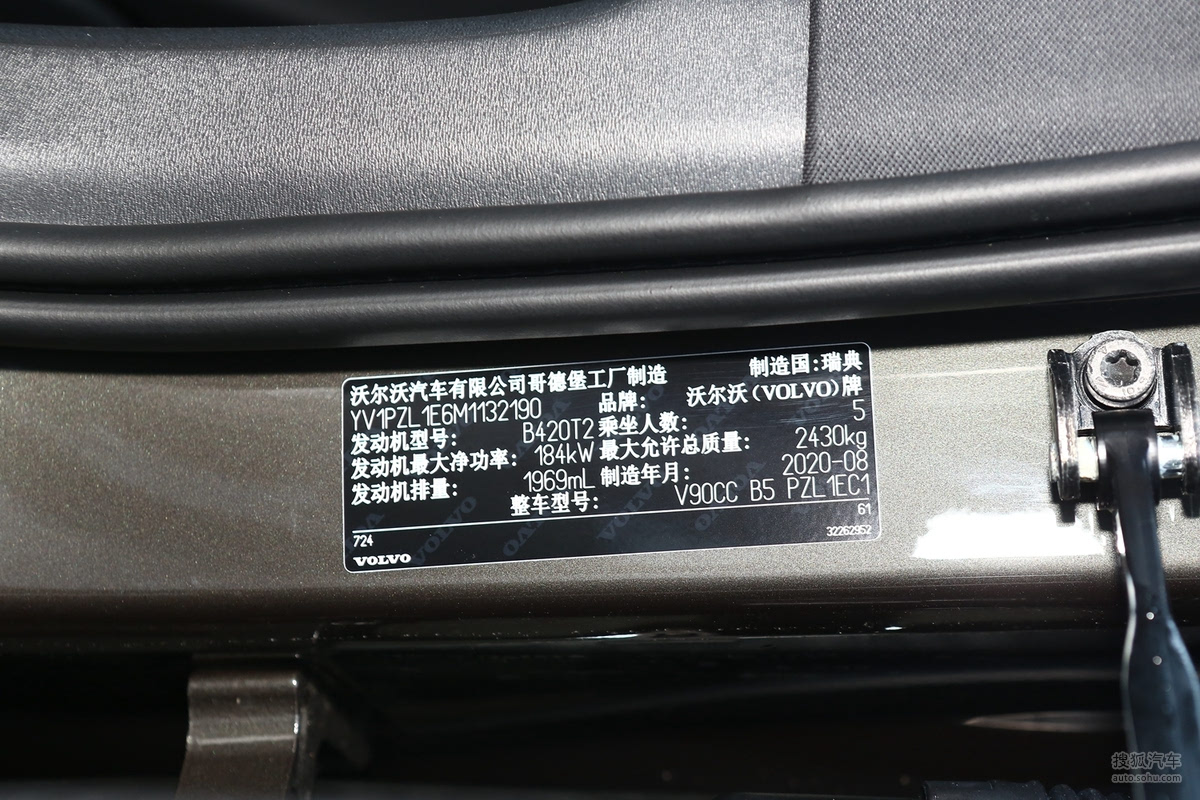 沃尔沃汽车有限公司哥德堡工厂制造 制造国:瑞典
YV1PZL1E6M1132190 品牌: 沃尔沃(VOLVO)牌
发动机型号: B420T2 乘坐人数: 5
发动机最大净功率: 184kW 最大允许总质量: 2430kg
发动机排量: 1969mL 制造年月: 2020-08
整车型号: V90CC B5 PZL1EC1
724 61
VOLVO 32262952
搜狐汽车
auto.sohu.com